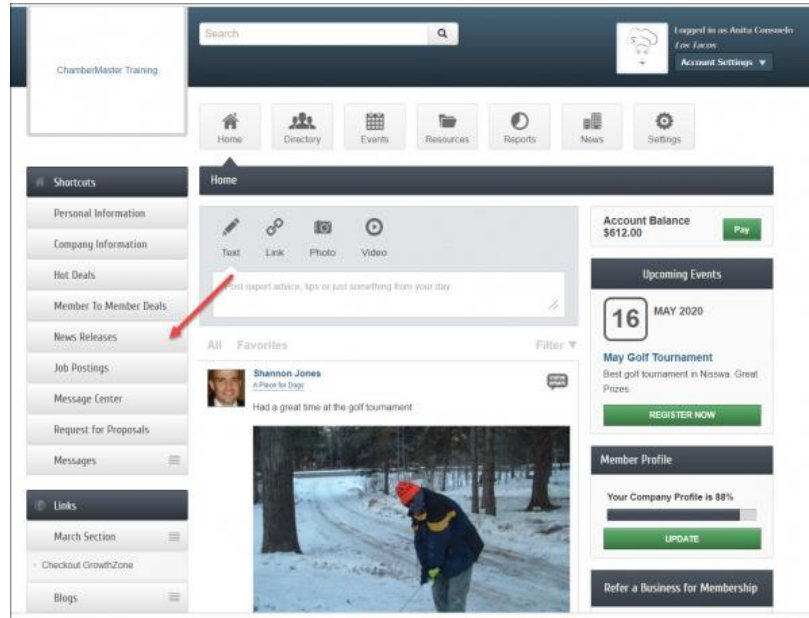 ChamberMaster Training
Search
Logged in as Anita Consuelo
Los Tacos
Account Settings
Home
Directory
Events
Resources
Reports
News
Settings
Shortcuts
Personal Information
Company Information
Hot Deals
Member To Member Deals
News Releases
Job Postings
Message Center
Request for Proposals
Messages
Links
March Section
Checkout GrowthZone
Blogs
Home
Text
Link
Photo
Video
Post expert advice, tips or just something from your day
All Favorites Filter
Shannon Jones
A Place for Dogs
Had a great time at the golf tournament
Account Balance
$612.00
Pay
Upcoming Events
16
MAY 2020
May Golf Tournament
Best golf tournament in Nisswa. Great
Prizes.
REGISTER NOW
Member Profile
Your Company Profile is 88%
UPDATE
Refer a Business for Membership